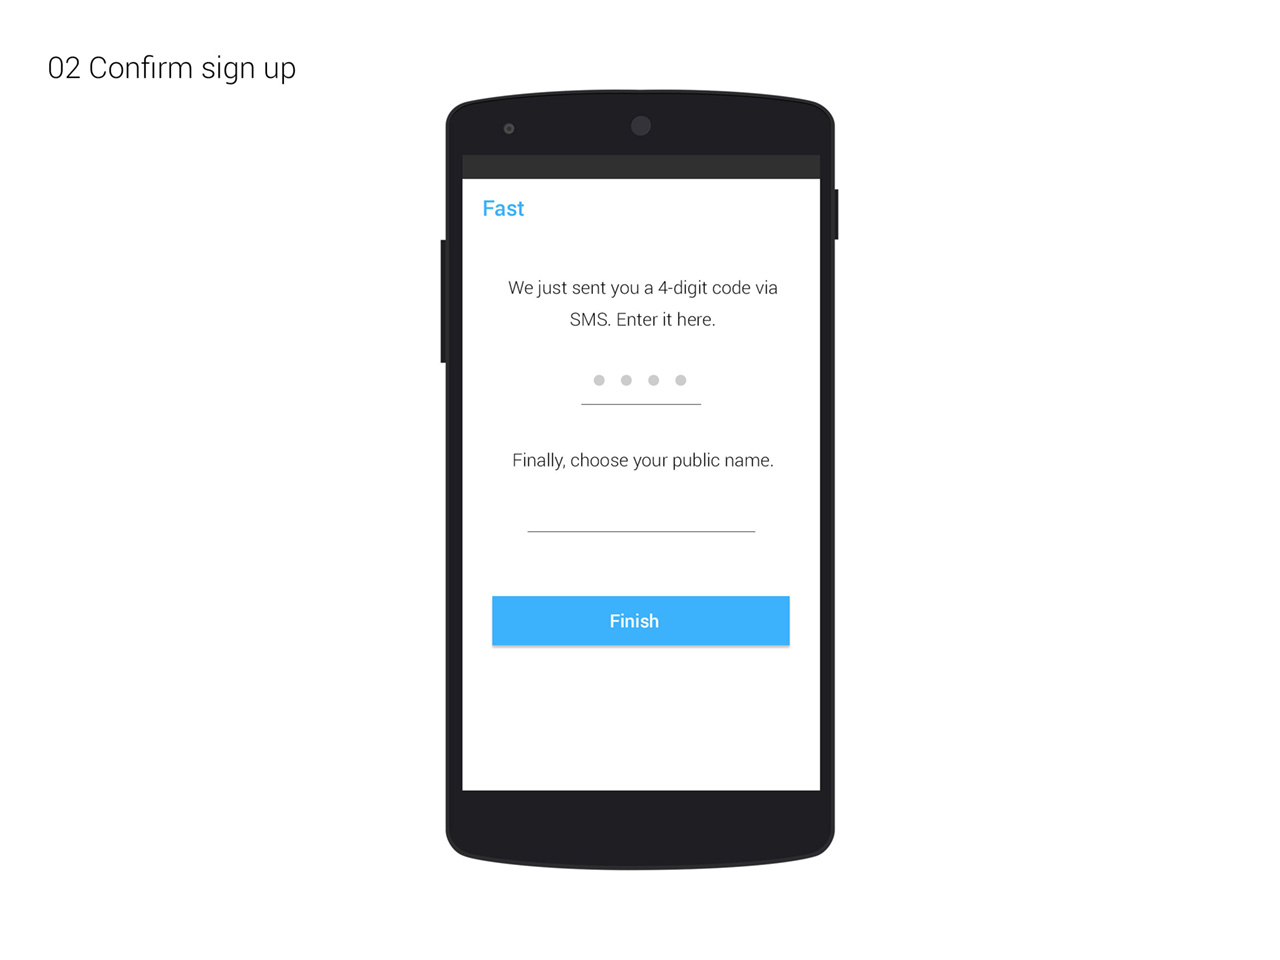 02 Confirm sign up
Fast
We just sent you a 4-digit code via
SMS. Enter it here.
Finally, choose your public name.
Finish